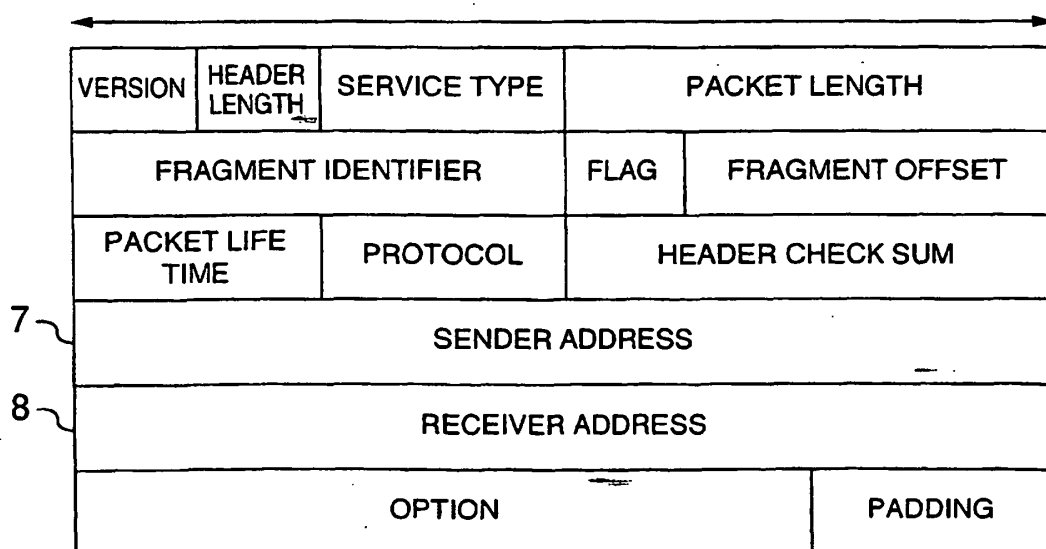 VERSION
HEADER
LENGTH
SERVICE TYPE
PACKET LENGTH
FRAGMENT IDENTIFIER
FLAG
FRAGMENT OFFSET
PACKET LIFE
TIME
PROTOCOL
HEADER CHECK SUM
7
SENDER ADDRESS
8
RECEIVER ADDRESS
OPTION
PADDING